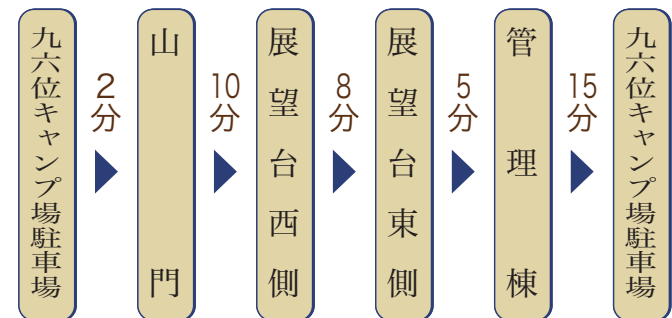 九六位キャンプ場駐車場
2分
山門
10分
展望台西側
8分
展望台東側
5分
管理棟
15分
九六位キャンプ場駐車場